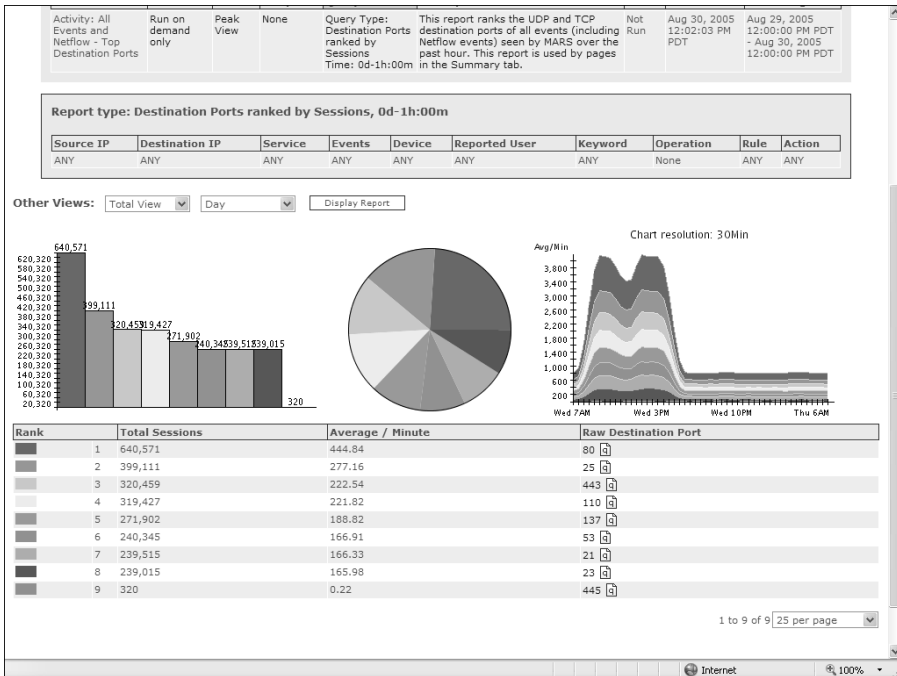 Activity: All Events and Netflow - Top Destination Ports
Run on demand only
Peak View
None
Query Type: Destination Ports ranked by Sessions Time: 0d-1h:00m
This report ranks the UDP and TCP destination ports of all events (including Netflow events) seen by MARS over the past hour. This report is used by pages in the Summary tab.
Not Run
Aug 30, 2005 12:02:03 PM PDT
Aug 29, 2005 12:00:00 PM PDT - Aug 30, 2005 12:00:00 PM PDT
Report type: Destination Ports ranked by Sessions, 0d-1h:00m
Source IP Destination IP Service Events Device Reported User Keyword Operation Rule Action
ANY ANY ANY ANY ANY ANY ANY None ANY ANY
Other Views: Total View Day Display Report
640,571
399,111
320,459
319,427
271,902
240,345
239,515
239,015
320
620,320
580,320
540,320
500,320
460,320
420,320
380,320
340,320
300,320
260,320
220,320
180,320
140,320
100,320
60,320
20,320
Chart resolution: 30Min
Avg/Min
3,800
3,400
3,000
2,600
2,200
1,800
1,400
1,000
600
200
Wed 7AM Wed 3PM Wed 10PM Thu 6AM
Rank Total Sessions Average / Minute Raw Destination Port
1 640,571 444.84 80 q
2 399,111 277.16 25 q
3 320,459 222.54 443 q
4 319,427 221.82 110 q
5 271,902 188.82 137 q
6 240,345 166.91 53 q
7 239,515 166.33 21 q
8 239,015 165.98 23 q
9 320 0.22 445 q
1 to 9 of 9 25 per page
Internet 100%